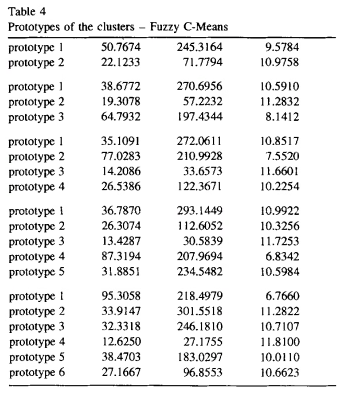 Table 4
Prototypes of the clusters – Fuzzy C-Means
prototype 1 50.7674 245.3164 9.5784
prototype 2 22.1233 71.7794 10.9758
prototype 1 38.6772 270.6956 10.5910
prototype 2 19.3078 57.2232 11.2832
prototype 3 64.7932 197.4344 8.1412
prototype 1 35.1091 272.0611 10.8517
prototype 2 77.0283 210.9928 7.5520
prototype 3 14.2086 33.6573 11.6601
prototype 4 26.5386 122.3671 10.2254
prototype 1 36.7870 293.1449 10.9922
prototype 2 26.3074 112.6052 10.3256
prototype 3 13.4287 30.5839 11.7253
prototype 4 87.3194 207.9694 6.8342
prototype 5 31.8851 234.5482 10.5984
prototype 1 95.3058 218.4979 6.7660
prototype 2 33.9147 301.5518 11.2822
prototype 3 32.3318 246.1810 10.7107
prototype 4 12.6250 27.1755 11.8100
prototype 5 38.4703 183.0297 10.0110
prototype 6 27.1667 96.8553 10.6623